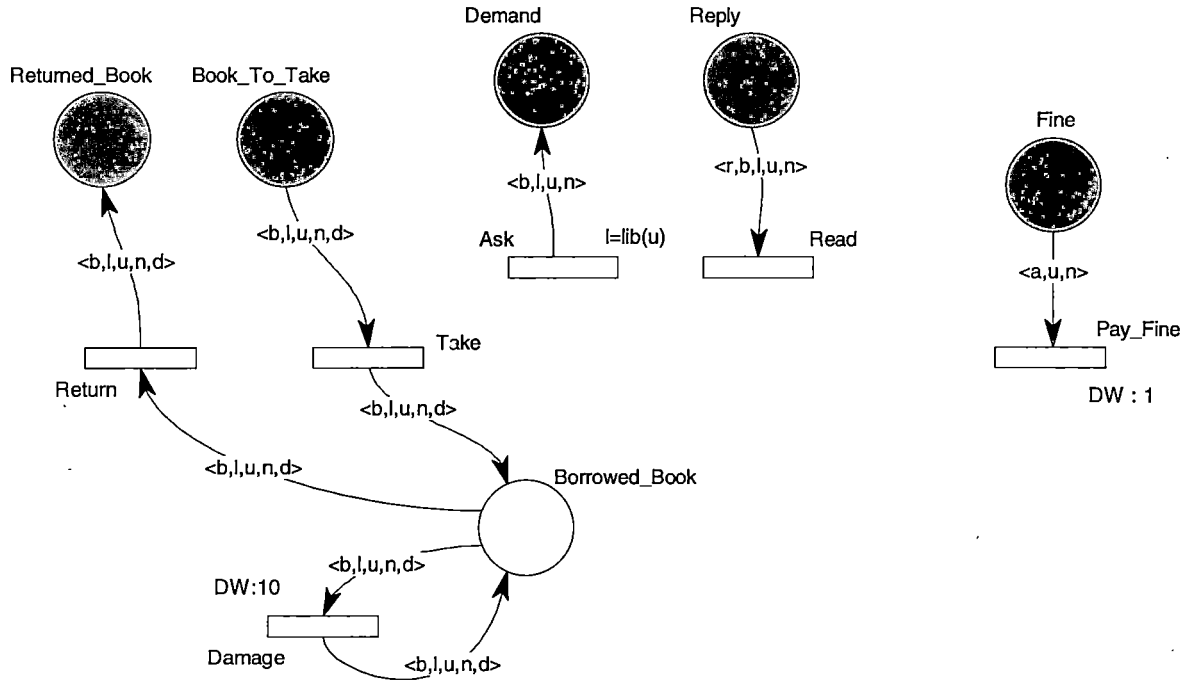 Demand
Reply
Returned_Book
Book_To_Take
Fine
<b,l,u,n>
<r,b,l,u,n>
<b,l,u,n,d>
<b,l,u,n,d>
Ask
l=lib(u)
Read
<a,u,n>
Take
Pay_Fine
Return
DW : 1
<b,l,u,n,d>
<b,l,u,n,d>
Borrowed_Book
<b,l,u,n,d>
DW:10
Damage
<b,l,u,n,d>